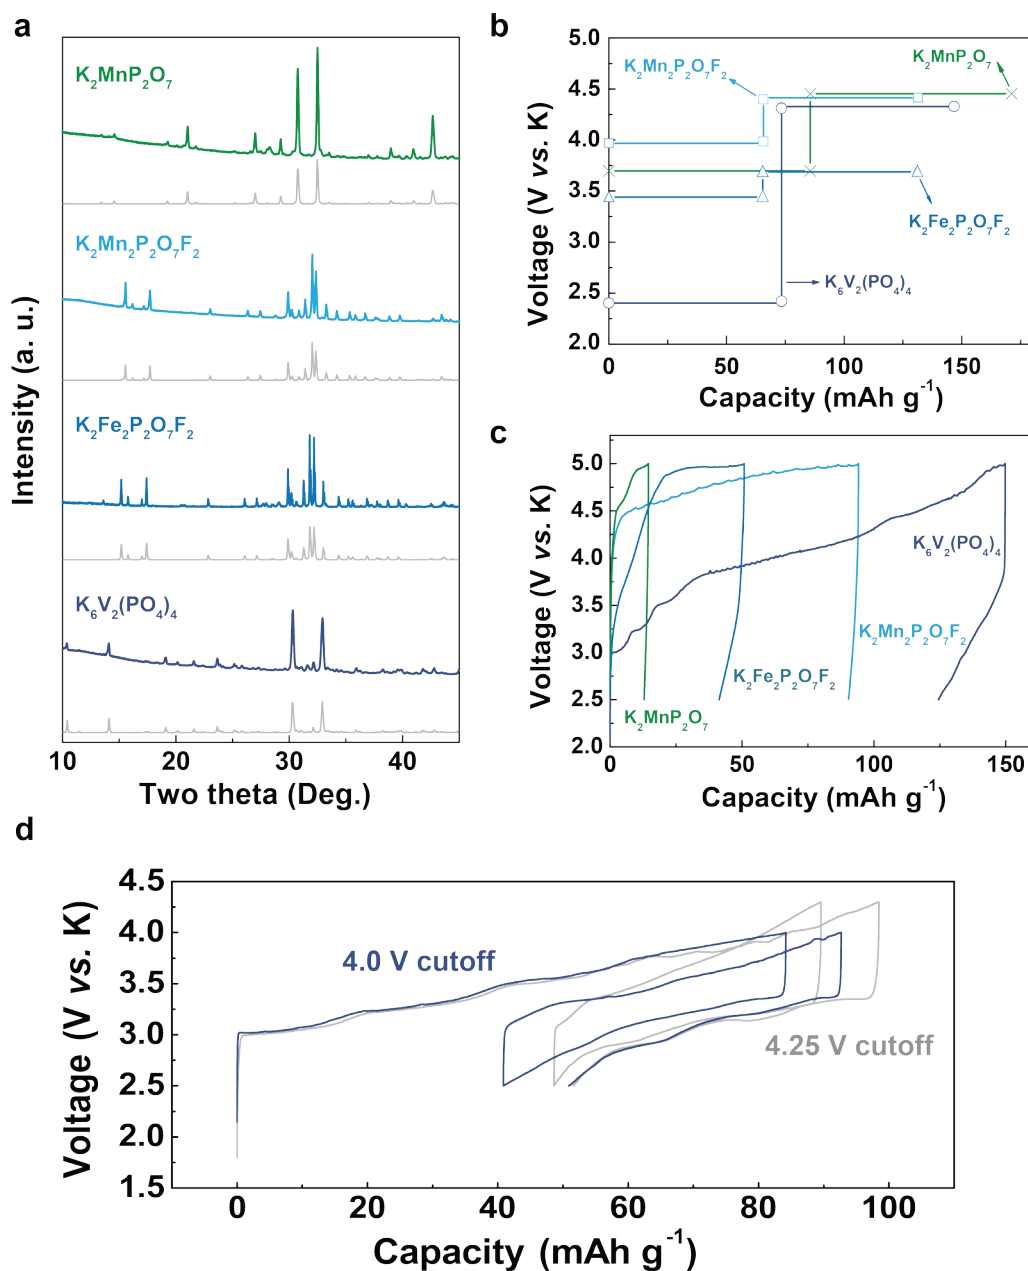 a
K₂MnP₂O₇
K₂Mn₂P₂O₇F₂
K₂Fe₂P₂O₇F₂
K₆V₂(PO₄)₄
Intensity (a. u.)
10 20 30 40
Two theta (Deg.)
b
5.0
4.5
4.0
3.5
3.0
2.5
2.0
Voltage (V vs. K)
K₂Mn₂P₂O₇F₂
K₂MnP₂O₇
K₂Fe₂P₂O₇F₂
K₆V₂(PO₄)₄
0 50 100 150
Capacity (mAh g⁻¹)
c
5.0
4.5
4.0
3.5
3.0
2.5
2.0
Voltage (V vs. K)
K₆V₂(PO₄)₄
K₂Mn₂P₂O₇F₂
K₂Fe₂P₂O₇F₂
K₂MnP₂O₇
0 50 100 150
Capacity (mAh g⁻¹)
d
4.5
4.0
3.5
3.0
2.5
2.0
1.5
Voltage (V vs. K)
4.0 V cutoff
4.25 V cutoff
0 20 40 60 80 100
Capacity (mAh g⁻¹)